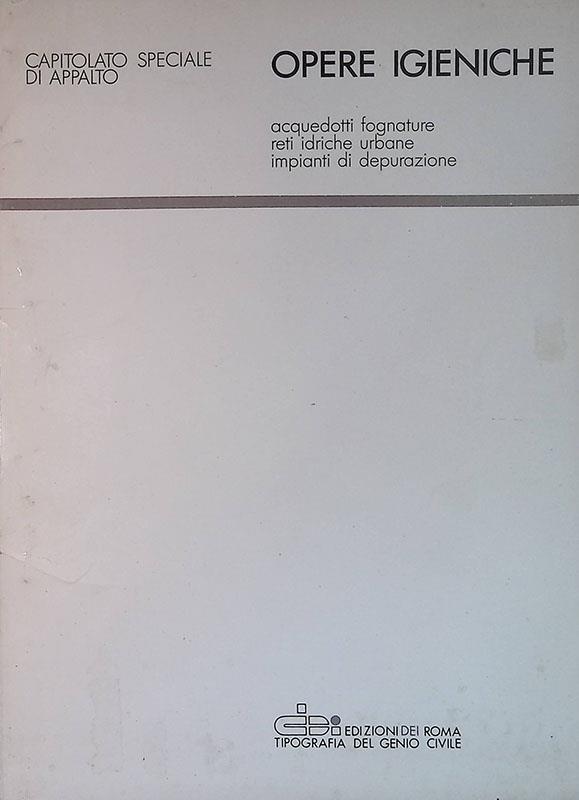 CAPITOLATO SPECIALE
DI APPALTO
OPERE IGIENICHE
acquedotti fognature
reti idriche urbane
impianti di depurazione
EDIZIONI DEI ROMA
TIPOGRAFIA DEL GENIO CIVILE